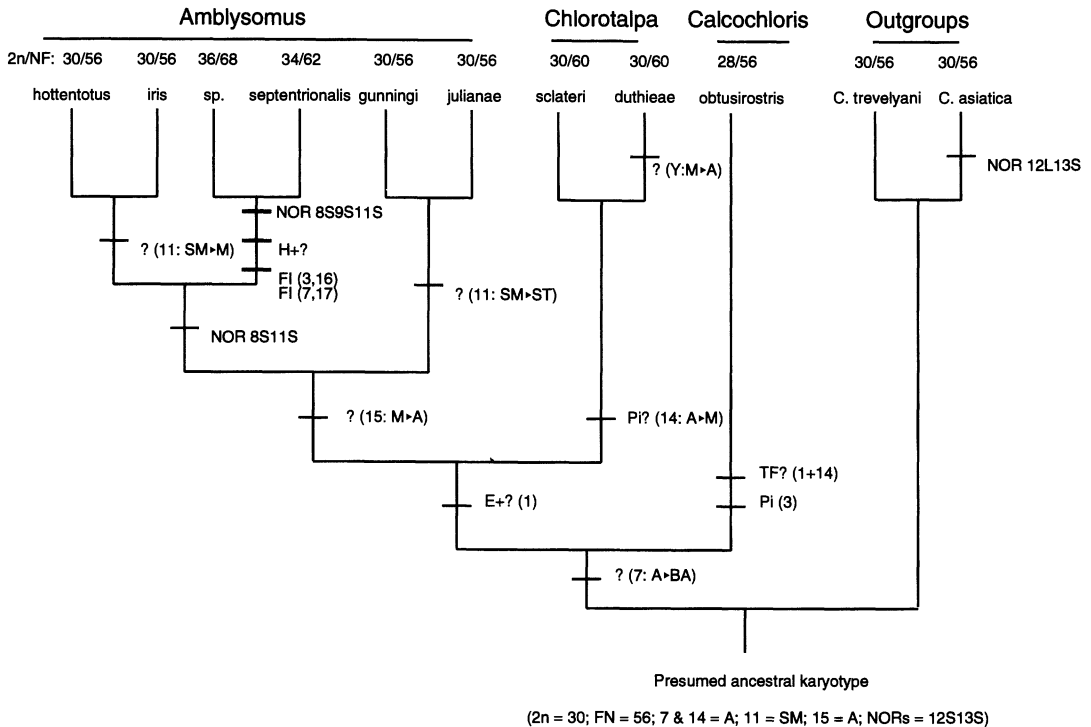 Amblysomus Chlorotalpa Calcochloris Outgroups
2n/NF: 30/56 30/56 36/68 34/62 30/56 30/56 30/60 30/60 28/56 30/56 30/56
hottentotus iris sp. septentrionalis gunningi julianae sclateri duthieae obtusirostris C. trevelyani C. asiatica
? (Y:M▸A)
NOR 12L13S
NOR 8S9S11S
? (11: SM▸M) H+?
FI (3,16)
FI (7,17)
? (11: SM▸ST)
NOR 8S11S
? (15: M▸A) Pi? (14: A▸M)
TF? (1+14)
E+? (1) Pi (3)
? (7: A▸BA)
Presumed ancestral karyotype
(2n = 30; FN = 56; 7 & 14 = A; 11 = SM; 15 = A; NORs = 12S13S)